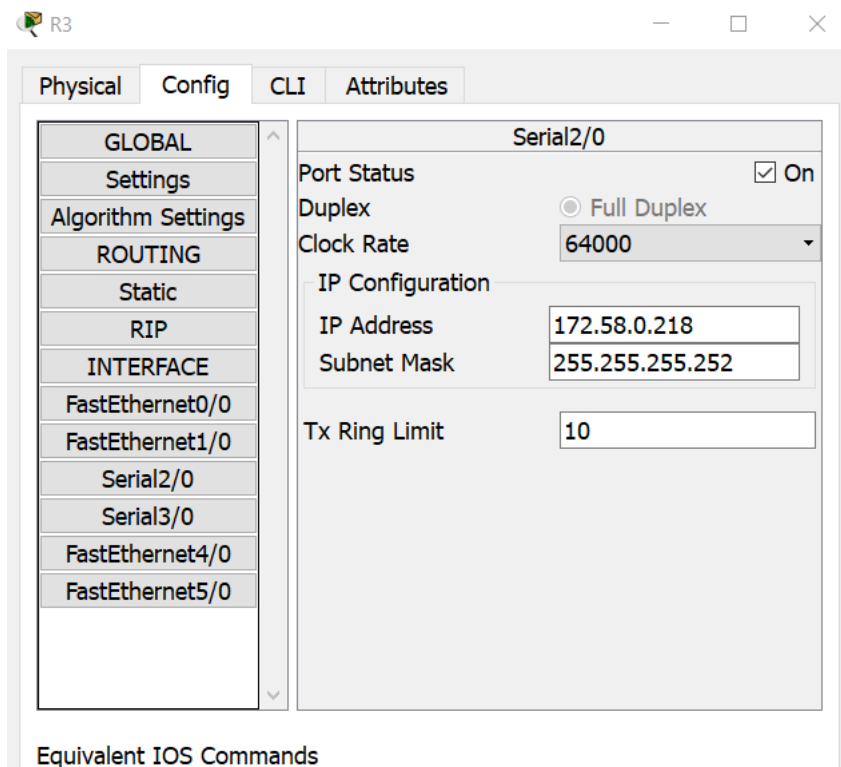 R3
Physical Config CLI Attributes
GLOBAL
Settings
Algorithm Settings
ROUTING
Static
RIP
INTERFACE
FastEthernet0/0
FastEthernet1/0
Serial2/0
Serial3/0
FastEthernet4/0
FastEthernet5/0
Serial2/0
Port Status On
Duplex Full Duplex
Clock Rate 64000
IP Configuration
IP Address 172.58.0.218
Subnet Mask 255.255.255.252
Tx Ring Limit 10
Equivalent IOS Commands